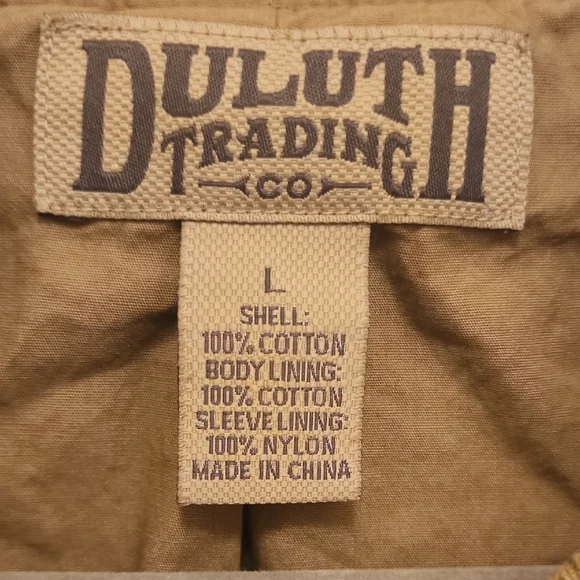 DULUTH
TRADING
CO
L
SHELL:
100% COTTON
BODY LINING:
100% COTTON
SLEEVE LINING:
100% NYLON
MADE IN CHINA